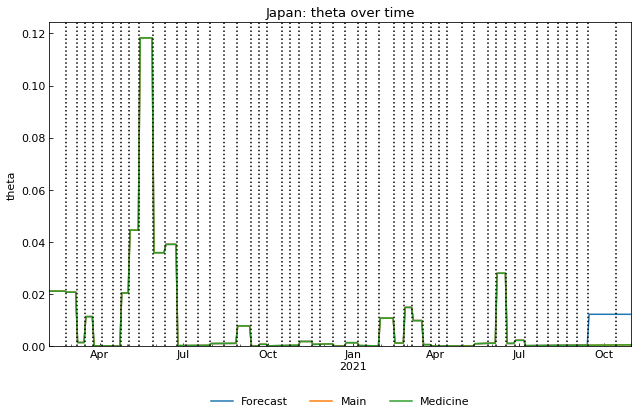 Japan: theta over time
theta
0.12
0.10
0.08
0.06
0.04
0.02
0.00
Apr Jul Oct Jan Apr Jul Oct
2021
Forecast Main Medicine